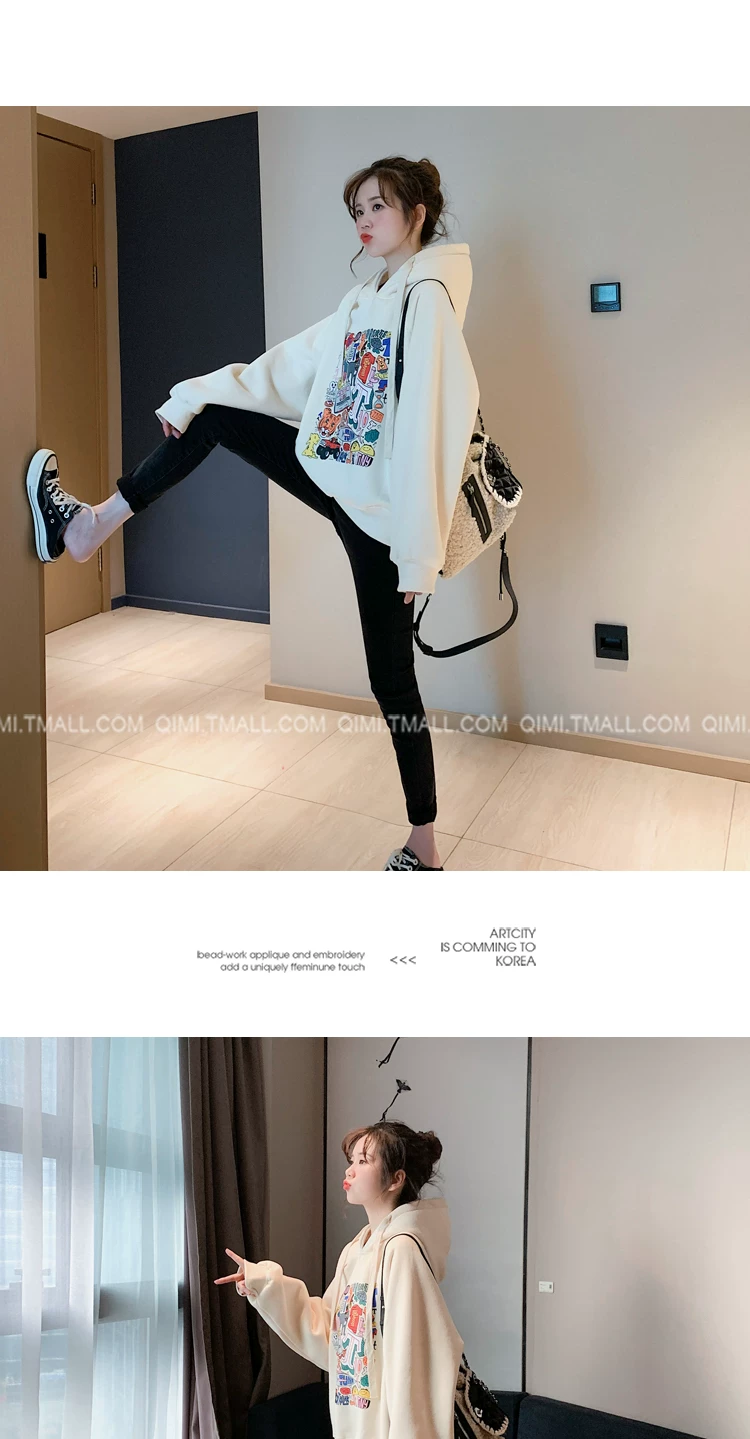 MI.TMALL.COM QIMI.TMALL.COM QIMI.TMALL.COM QIMI.TMALL.COM QIMI
bead-work applique and embroidery
add a uniquely ffeminune touch
<<<
ARTCITY
IS COMMING TO
KOREA